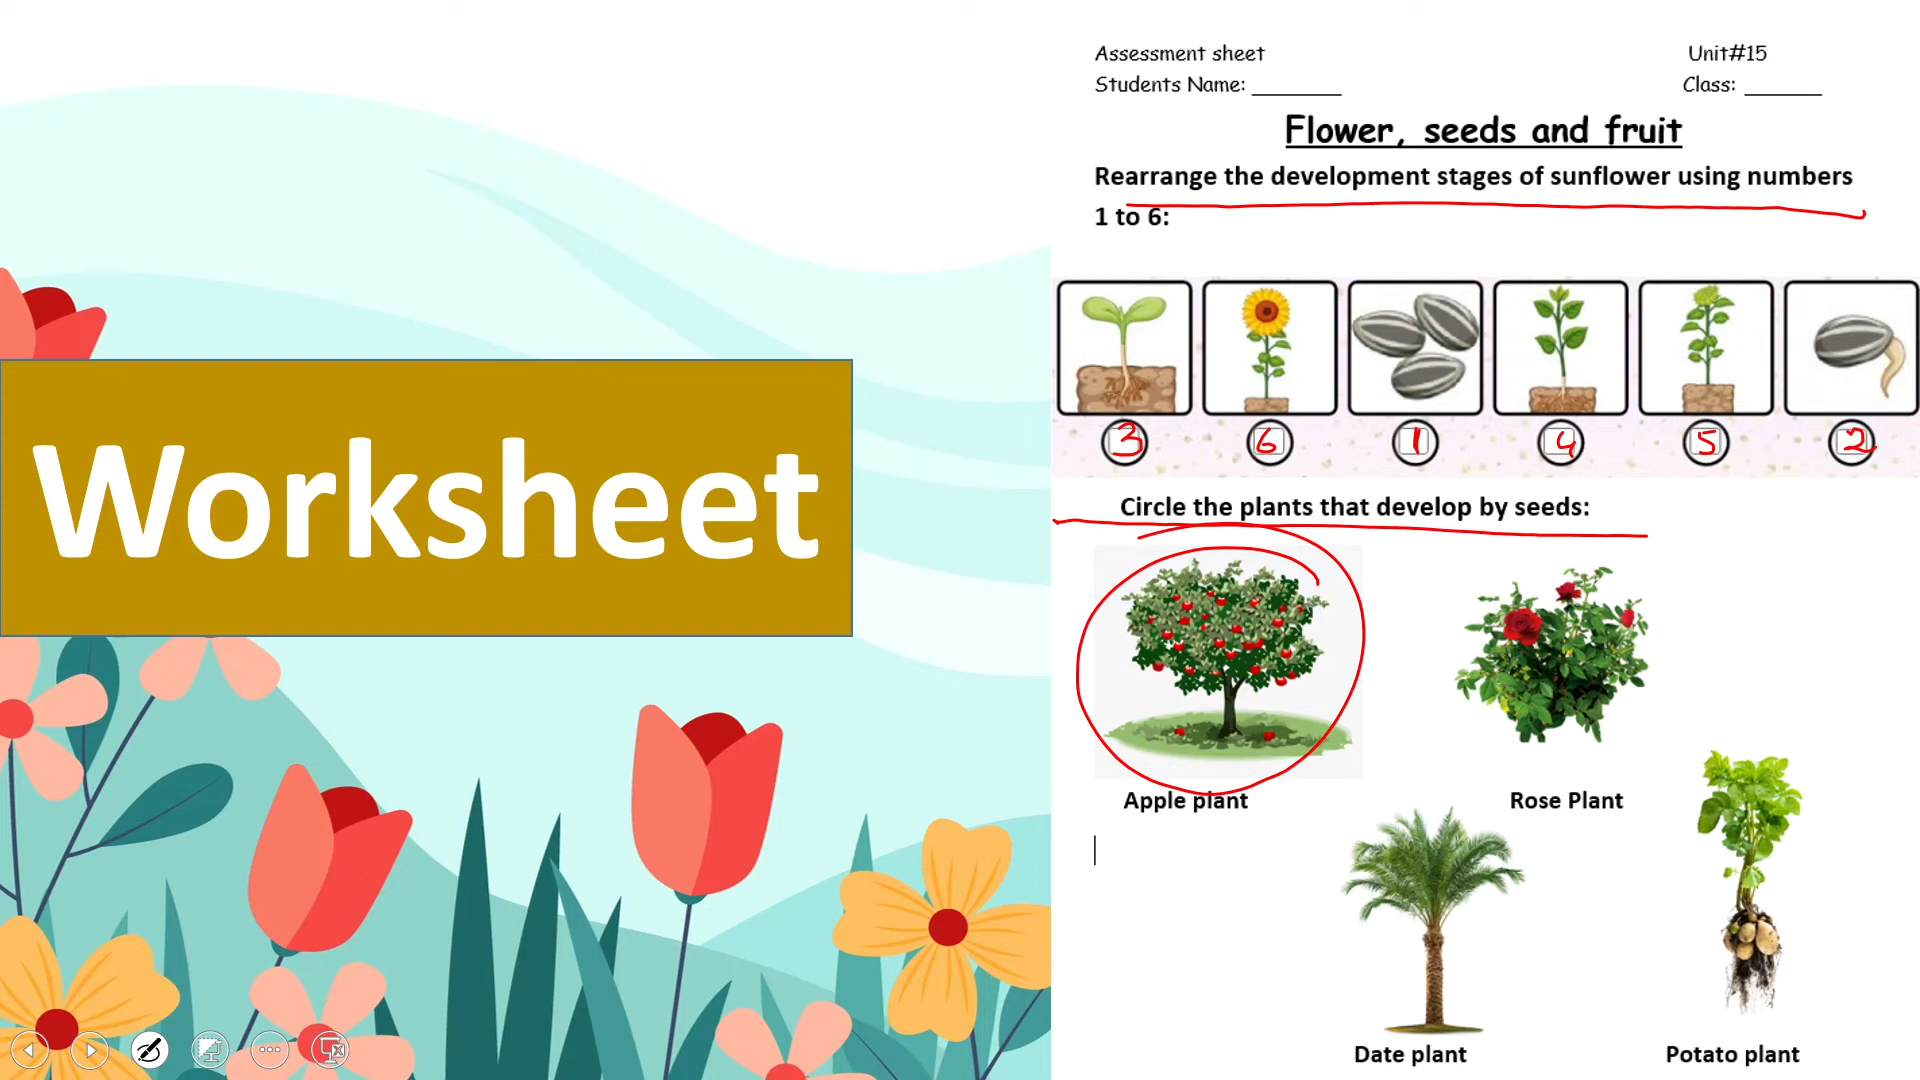 Worksheet
Assessment sheet Unit#15
Students Name: _______ Class: ______
Flower, seeds and fruit
Rearrange the development stages of sunflower using numbers
1 to 6:
3 6 1 4 5 2
Circle the plants that develop by seeds:
Apple plant Rose Plant
Date plant Potato plant